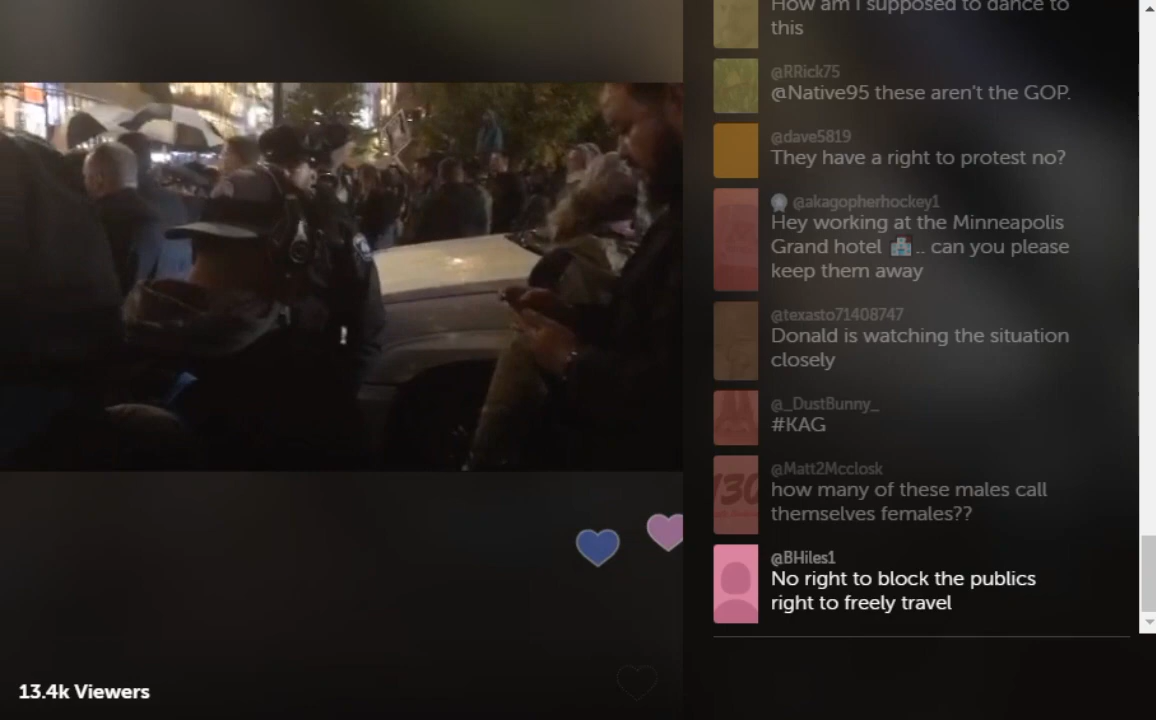 How am I supposed to dance to
this
@RRick75
@Native95 these aren't the GOP.
@dave5819
They have a right to protest no?
@akagopherhockey1
Hey working at the Minneapolis
Grand hotel 🏩.. can you please
keep them away
@texasto71408747
Donald is watching the situation
closely
@_DustBunny_
#KAG
@Matt2Mcclosk
how many of these males call
themselves females??
@BHiles1
No right to block the publics
right to freely travel
13.4k Viewers